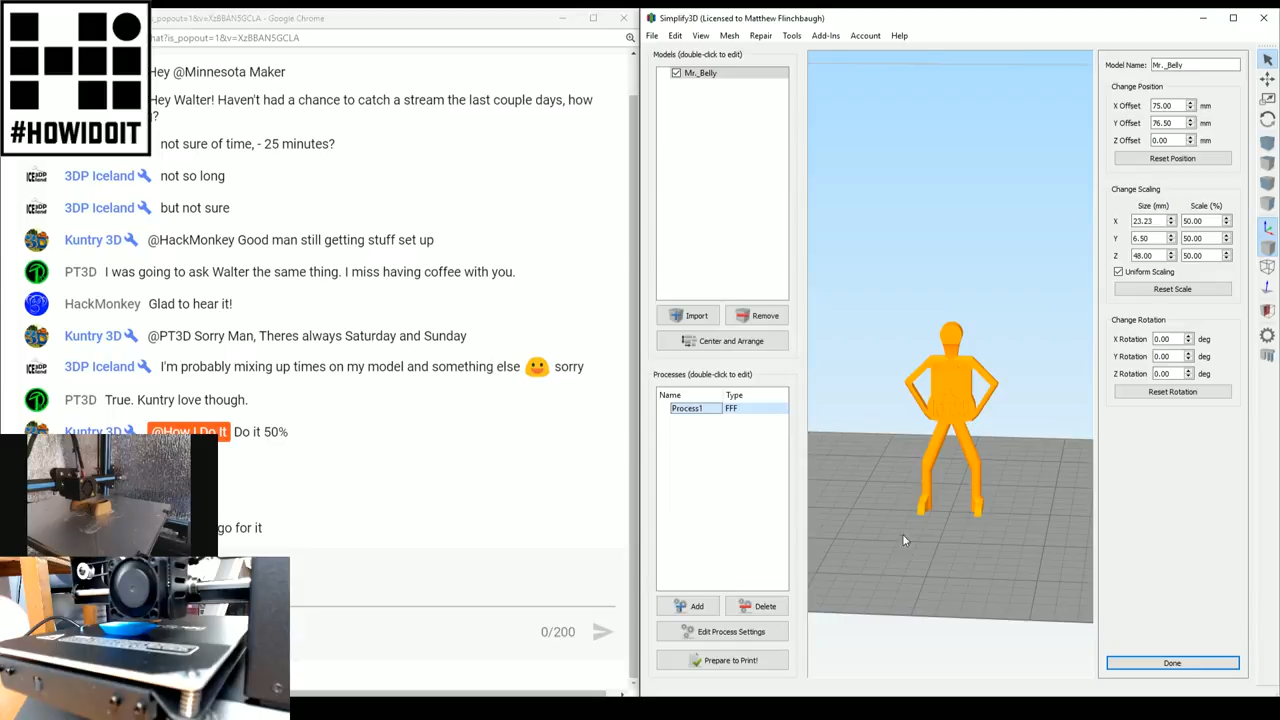 _popout=1&v=XzBBAN5GCLA - Google Chrome
hat?is_popout=1&v=XzBBAN5GCLA
#HOWIDOIT
Hey @Minnesota Maker
Hey Walter! Haven't had a chance to catch a stream the last couple days, how
?
not sure of time, - 25 minutes?
3DP Iceland not so long
3DP Iceland but not sure
Kuntry 3D @HackMonkey Good man still getting stuff set up
PT3D I was going to ask Walter the same thing. I miss having coffee with you.
HackMonkey Glad to hear it!
Kuntry 3D @PT3D Sorry Man, Theres always Saturday and Sunday
3DP Iceland I'm probably mixing up times on my model and something else sorry
PT3D True. Kuntry love though.
Kuntry 3D @How I Do It Do it 50%
go for it
0/200
Simplify3D (Licensed to Matthew Flinchbaugh)
File Edit View Mesh Repair Tools Add-Ins Account Help
Models (double-click to edit)
Mr._Belly
Import Remove
Center and Arrange
Processes (double-click to edit)
Name Type
Process1 FFF
Add Delete
Edit Process Settings
Prepare to Print!
Model Name: Mr._Belly
Change Position
X Offset 75.00 mm
Y Offset 76.50 mm
Z Offset 0.00 mm
Reset Position
Change Scaling
Size (mm) Scale (%)
X 23.23 50.00
Y 6.50 50.00
Z 48.00 50.00
Uniform Scaling
Reset Scale
Change Rotation
X Rotation 0.00 deg
Y Rotation 0.00 deg
Z Rotation 0.00 deg
Reset Rotation
Done